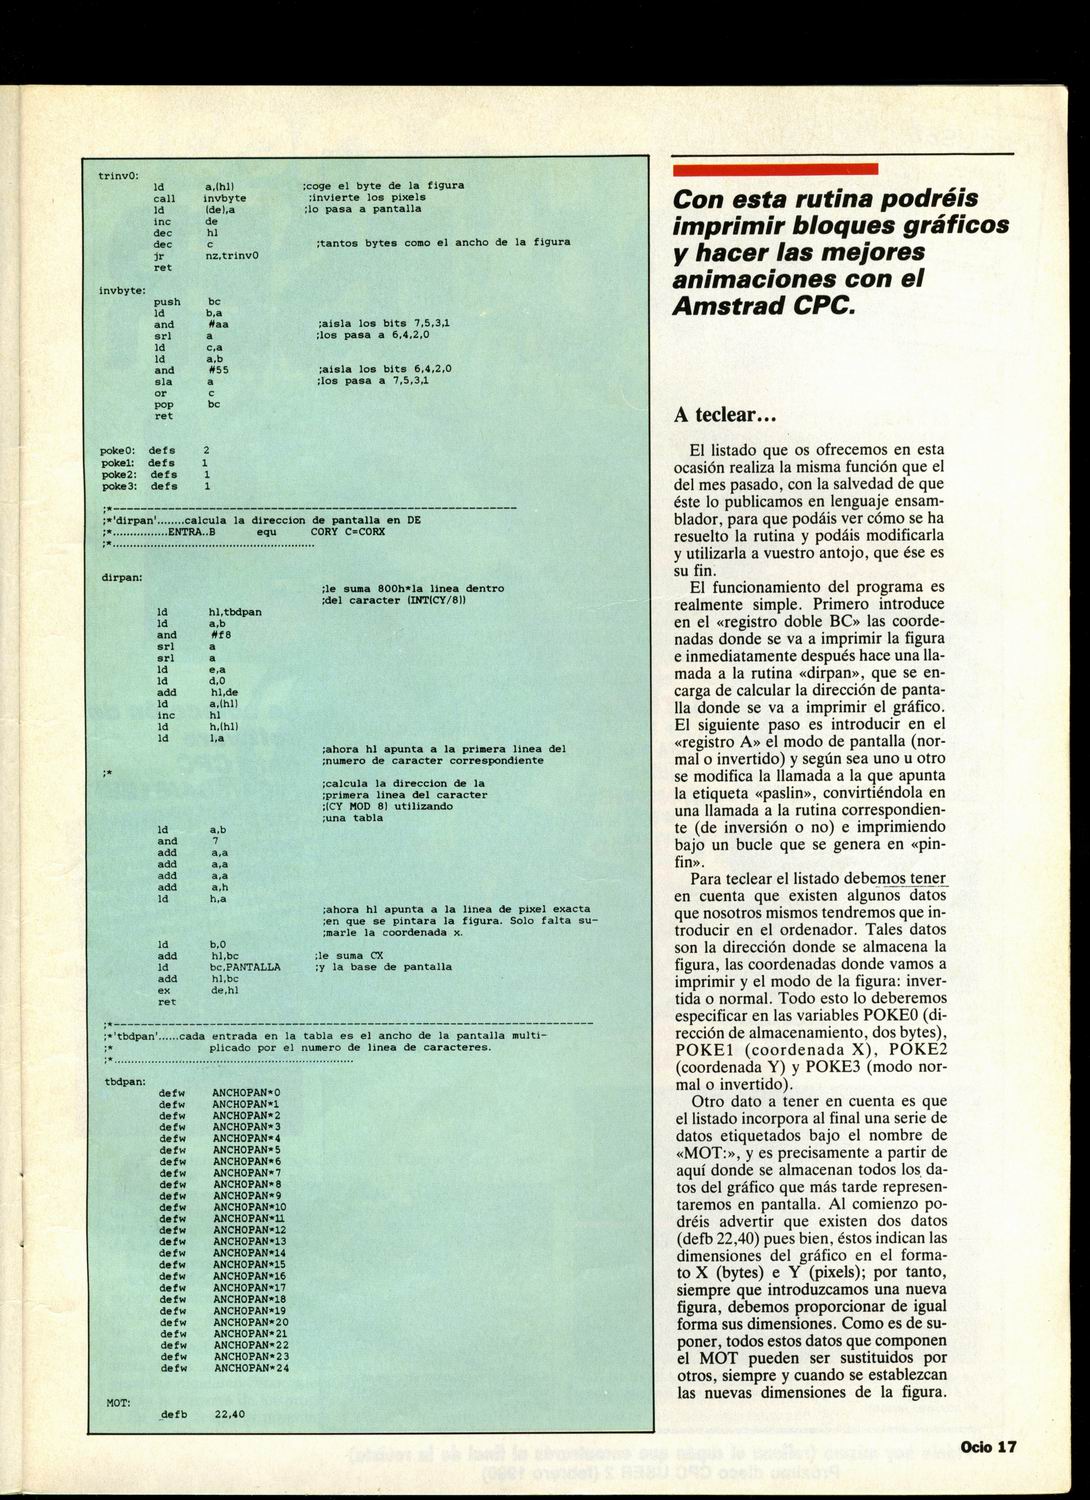 trinv0:
ld a,(hl) ;coge el byte de la figura
call invbyte ;invierte los pixels
ld (de),a ;lo pasa a pantalla
inc de
dec hl
dec c ;tantos bytes como el ancho de la figura
jr nz,trinv0
ret
invbyte:
push bc
ld b,a
and #aa ;aisla los bits 7,5,3,1
srl a ;los pasa a 6,4,2,0
ld c,a
ld a,b
and #55 ;aisla los bits 6,4,2,0
sla a ;los pasa a 7,5,3,1
or c
pop bc
ret
poke0: defs 2
poke1: defs 1
poke2: defs 1
poke3: defs 1
;*-----------------------------------------------------------
;*'dirpan'........calcula la direccion de pantalla en DE
;*................ENTRA..B equ CORY C=CORX
;*...........................................................
dirpan:
;le suma 800h*la linea dentro
;del caracter (INT(CY/8))
ld hl,tbdpan
ld a,b
and #f8
srl a
srl a
ld e,a
ld d,0
add hl,de
ld a,(hl)
inc hl
ld h,(hl)
ld l,a
;ahora hl apunta a la primera linea del
;numero de caracter correspondiente
;*
;calcula la direccion de la
;primera linea del caracter
;(CY MOD 8) utilizando
;una tabla
ld a,b
and 7
add a,a
add a,a
add a,a
add a,h
ld h,a
;ahora hl apunta a la linea de pixel exacta
;en que se pintara la figura. Solo falta su-
;marle la coordenada x.
ld b,0
add hl,bc ;le suma CX
ld bc,PANTALLA ;y la base de pantalla
add hl,bc
ex de,hl
ret
;*----------------------------------------------------------------------
;*'tbdpan'......cada entrada en la tabla es el ancho de la pantalla multi-
;* plicado por el numero de linea de caracteres.
;*......................................................................
tbdpan:
defw ANCHOPAN*0
defw ANCHOPAN*1
defw ANCHOPAN*2
defw ANCHOPAN*3
defw ANCHOPAN*4
defw ANCHOPAN*5
defw ANCHOPAN*6
defw ANCHOPAN*7
defw ANCHOPAN*8
defw ANCHOPAN*9
defw ANCHOPAN*10
defw ANCHOPAN*11
defw ANCHOPAN*12
defw ANCHOPAN*13
defw ANCHOPAN*14
defw ANCHOPAN*15
defw ANCHOPAN*16
defw ANCHOPAN*17
defw ANCHOPAN*18
defw ANCHOPAN*19
defw ANCHOPAN*20
defw ANCHOPAN*21
defw ANCHOPAN*22
defw ANCHOPAN*23
defw ANCHOPAN*24
MOT:
defb 22,40
Con esta rutina podréis
imprimir bloques gráficos
y hacer las mejores
animaciones con el
Amstrad CPC.
A teclear...
El listado que os ofrecemos en esta
ocasión realiza la misma función que el
del mes pasado, con la salvedad de que
éste lo publicamos en lenguaje ensam-
blador, para que podáis ver cómo se ha
resuelto la rutina y podáis modificarla
y utilizarla a vuestro antojo, que ése es
su fin.
El funcionamiento del programa es
realmente simple. Primero introduce
en el «registro doble BC» las coorde-
nadas donde se va a imprimir la figura
e inmediatamente después hace una lla-
mada a la rutina «dirpan», que se en-
carga de calcular la dirección de panta-
lla donde se va a imprimir el gráfico.
El siguiente paso es introducir en el
«registro A» el modo de pantalla (nor-
mal o invertido) y según sea uno u otro
se modifica la llamada a la que apunta
la etiqueta «paslin», convirtiéndola en
una llamada a la rutina correspondien-
te (de inversión o no) e imprimiendo
bajo un bucle que se genera en «pin-
fin».
Para teclear el listado debemos tener
en cuenta que existen algunos datos
que nosotros mismos tendremos que in-
troducir en el ordenador. Tales datos
son la dirección donde se almacena la
figura, las coordenadas donde vamos a
imprimir y el modo de la figura: inver-
tida o normal. Todo esto lo deberemos
especificar en las variables POKE0 (di-
rección de almacenamiento, dos bytes),
POKE1 (coordenada X), POKE2
(coordenada Y) y POKE3 (modo nor-
mal o invertido).
Otro dato a tener en cuenta es que
el listado incorpora al final una serie de
datos etiquetados bajo el nombre de
«MOT:», y es precisamente a partir de
aquí donde se almacenan todos los da-
tos del gráfico que más tarde represen-
taremos en pantalla. Al comienzo po-
dréis advertir que existen dos datos
(defb 22,40) pues bien, éstos indican las
dimensiones del gráfico en el forma-
to X (bytes) e Y (pixels); por tanto,
siempre que introduzcamos una nueva
figura, debemos proporcionar de igual
forma sus dimensiones. Como es de su-
poner, todos estos datos que componen
el MOT pueden ser sustituidos por
otros, siempre y cuando se establezcan
las nuevas dimensiones de la figura.
Ocio 17